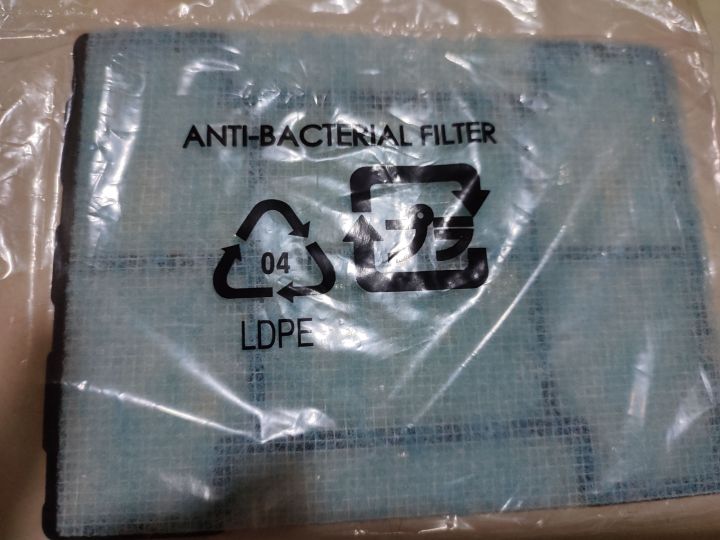 ANTI-BACTERIAL FILTER
プラ
04
LDPE